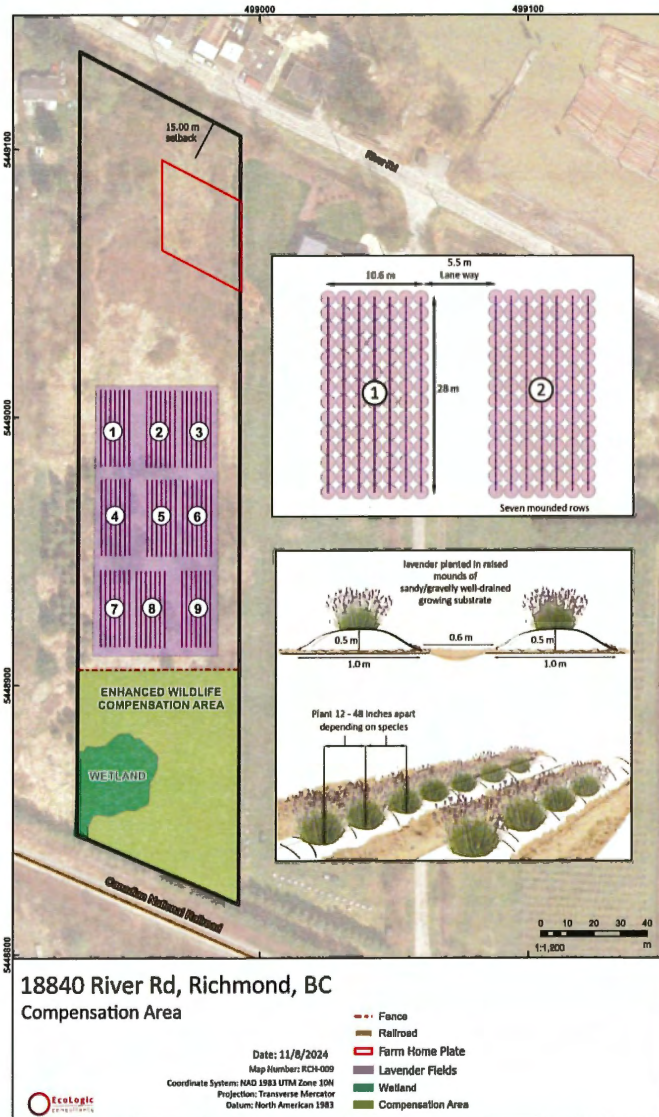 499000
499100
5449100
5449000
5448900
5448800
15.00 m
setback
River Rd
5.5 m
Lane way
10.6 m
28 m
1
2
Seven mounded rows
1
2
3
4
5
6
7
8
9
lavender planted in raised
mounds of
sandy/gravelly well-drained
growing substrate
0.5 m
0.6 m
0.5 m
1.0 m
1.0 m
ENHANCED WILDLIFE
COMPENSATION AREA
WETLAND
Plant 12 - 48 inches apart
depending on species
Canadian National Railroad
0 10 20 30 40
1:1,200
m
18840 River Rd, Richmond, BC
Compensation Area
Date: 11/8/2024
Map Number: RCH-009
Coordinate System: NAD 1983 UTM Zone 10N
Projection: Transverse Mercator
Datum: North American 1983
Fence
Railroad
Farm Home Plate
Lavender Fields
Wetland
Compensation Area
EcoLogic
consultants